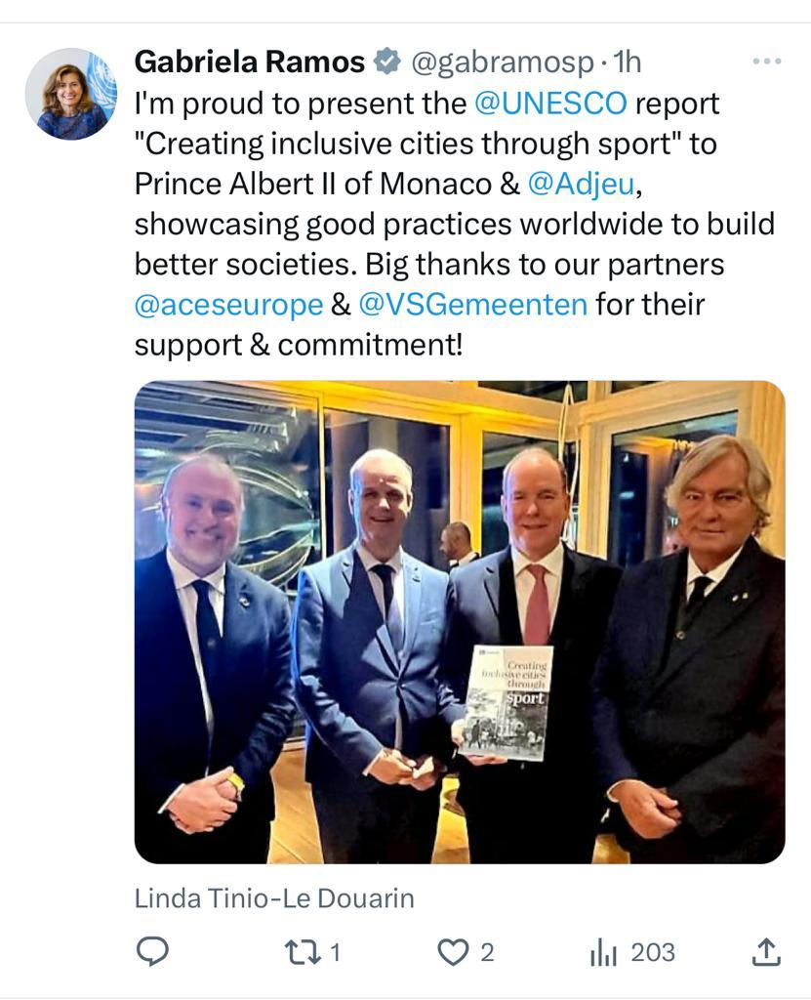 Gabriela Ramos @gabramosp · 1h
I'm proud to present the @UNESCO report
"Creating inclusive cities through sport" to
Prince Albert II of Monaco & @Adjeu,
showcasing good practices worldwide to build
better societies. Big thanks to our partners
@aceseurope & @VSGemeenten for their
support & commitment!
Creating
inclusive cities
through
sport
Linda Tinio-Le Douarin
1 2 203